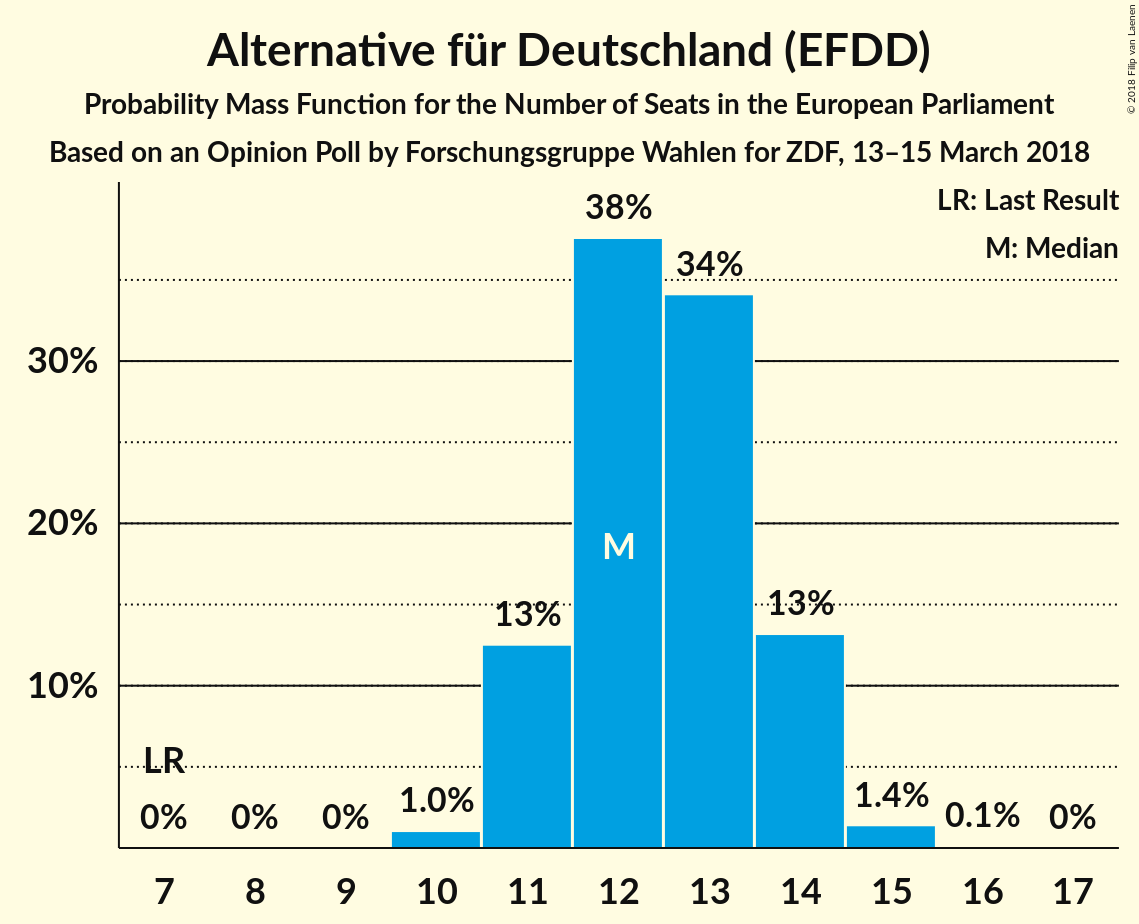 Alternative für Deutschland (EFDD)
Probability Mass Function for the Number of Seats in the European Parliament
Based on an Opinion Poll by Forschungsgruppe Wahlen for ZDF, 13–15 March 2018
© 2018 Filip van Laenen
LR: Last Result
M: Median
38%
34%
30%
20%
M
13%
13%
10%
LR
0%
0%
0%
1.0%
1.4%
0.1%
0%
7 8 9 10 11 12 13 14 15 16 17